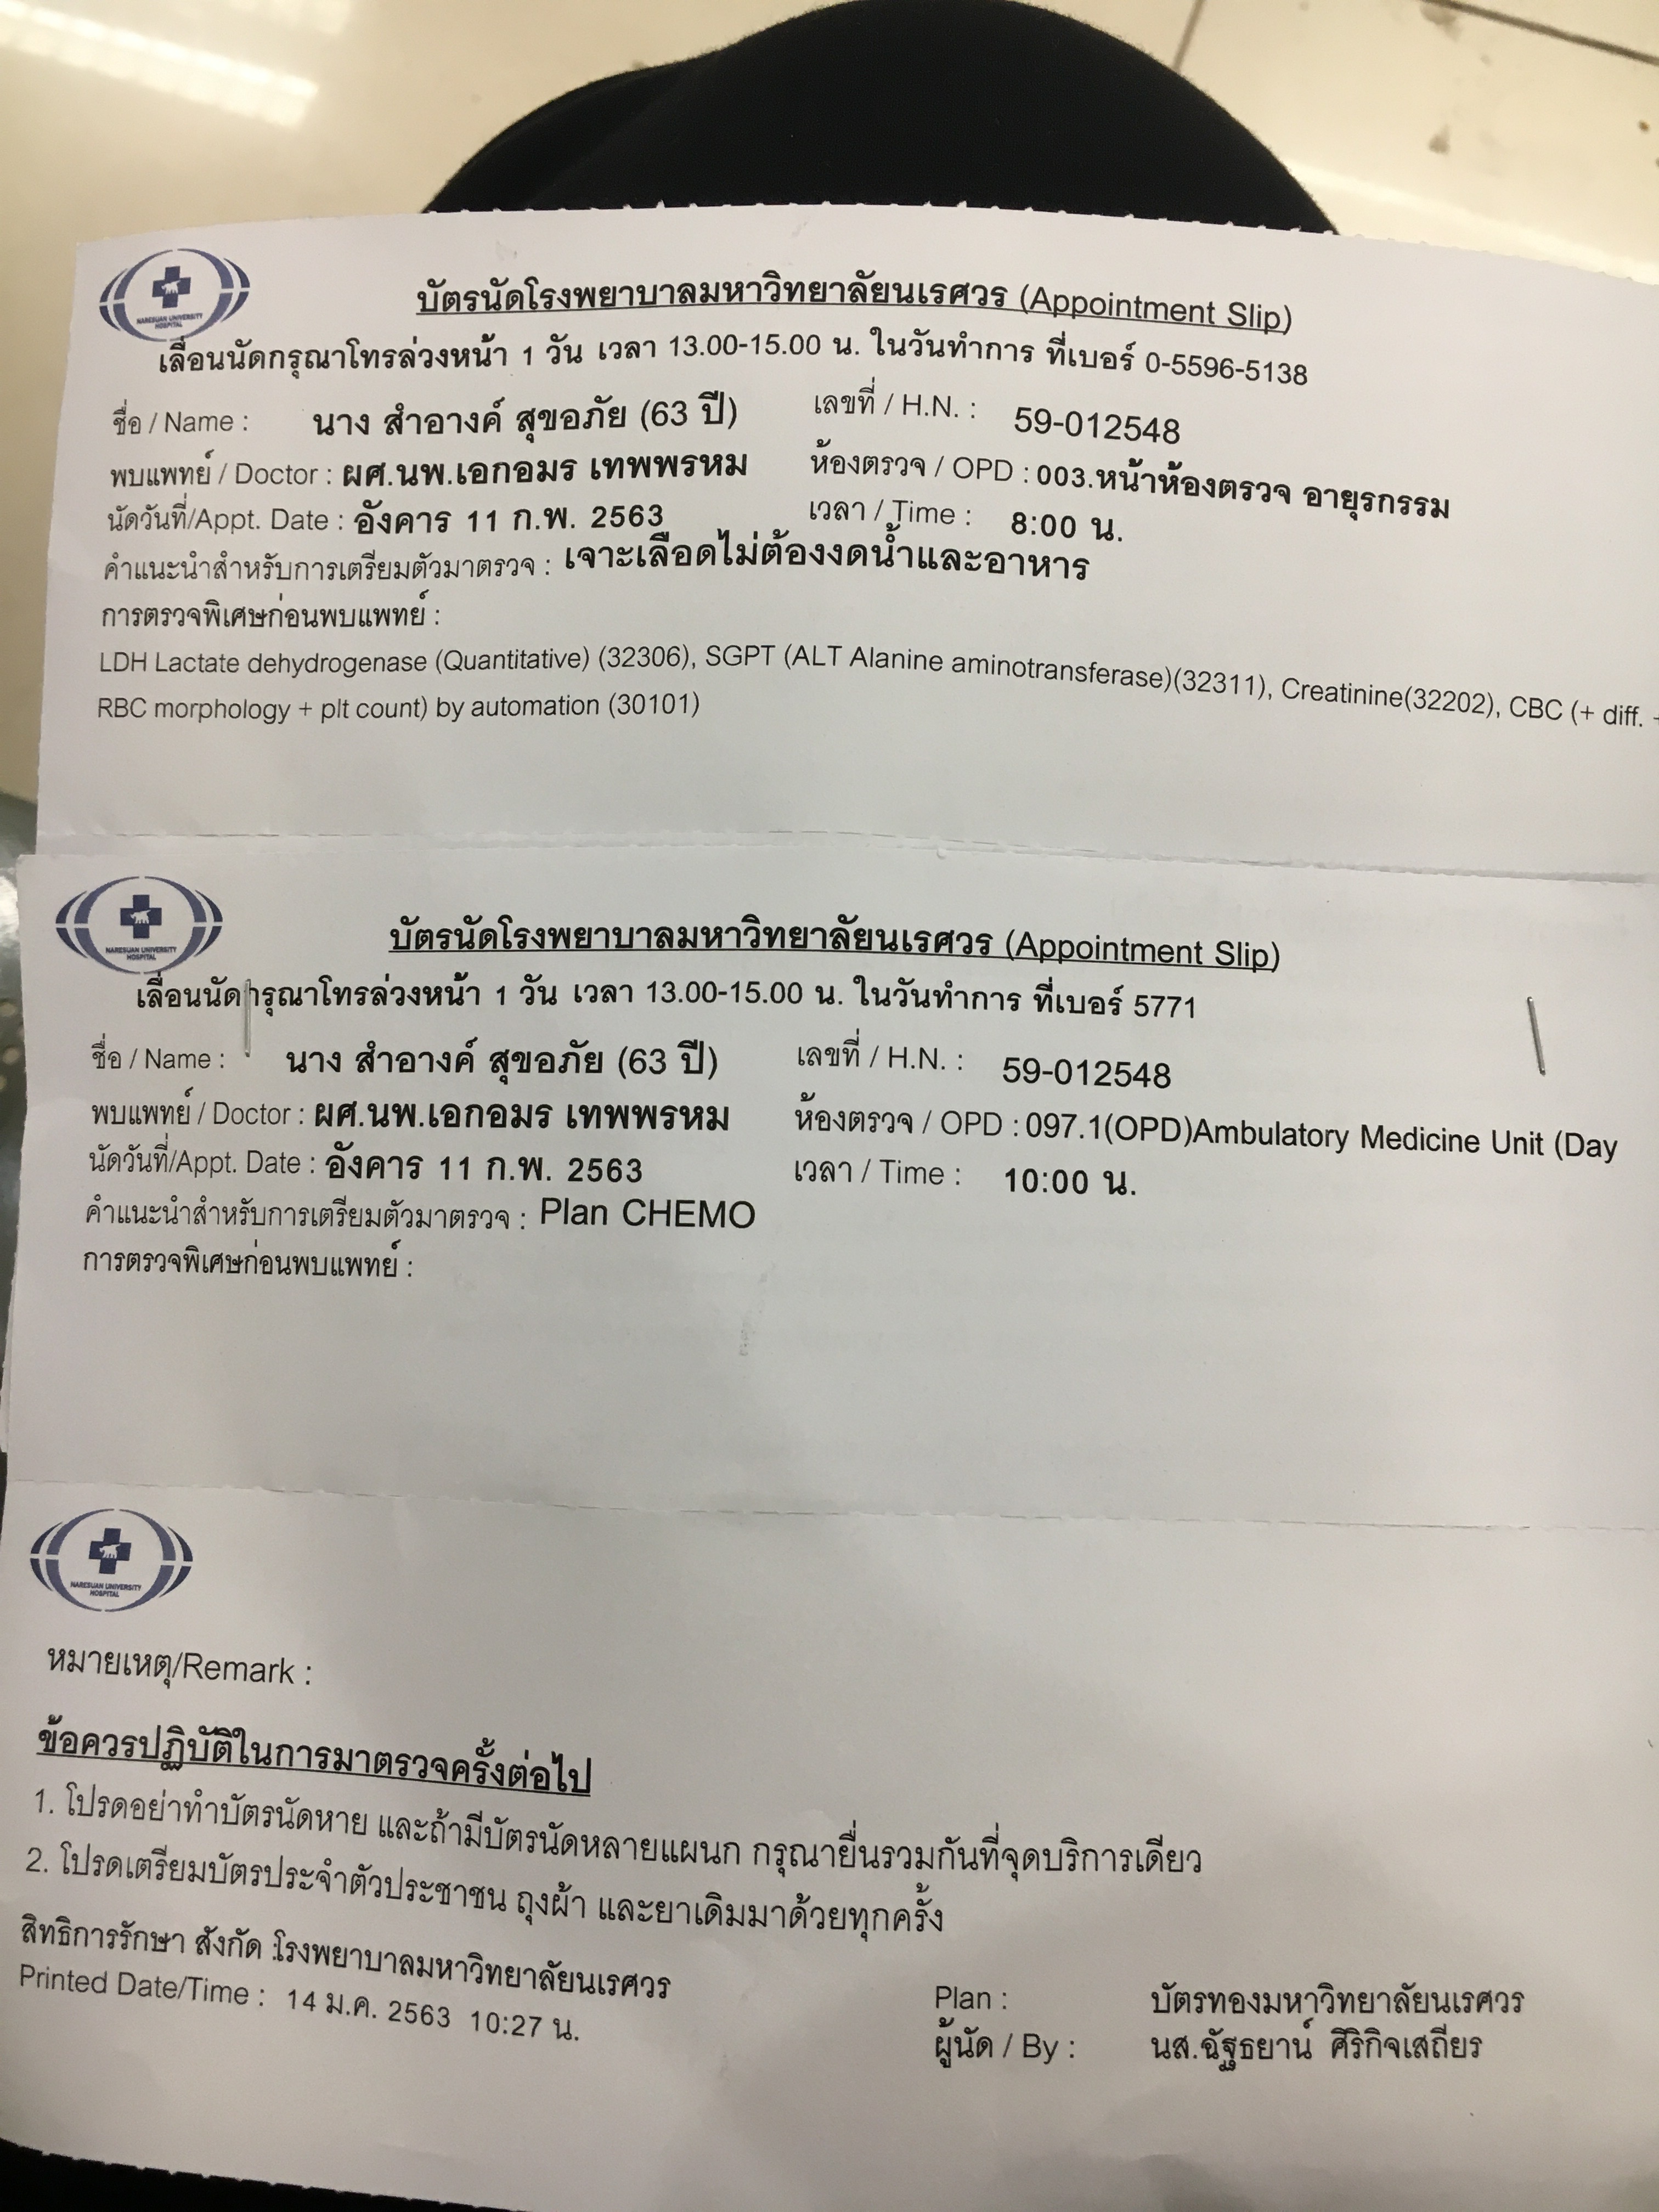 NARESUAN UNIVERSITY
HOSPITAL
บัตรนัดโรงพยาบาลมหาวิทยาลัยนเรศวร (Appointment Slip)
เลื่อนนัดกรุณาโทรล่วงหน้า 1 วัน เวลา 13.00-15.00 น. ในวันทำการ ที่เบอร์ 0-5596-5138
ชื่อ / Name : นาง สำอางค์ สุขอภัย (63 ปี) เลขที่ / H.N. : 59-012548
พบแพทย์ / Doctor : ผศ.นพ.เอกอมร เทพพรหม ห้องตรวจ / OPD : 003.หน้าห้องตรวจ อายุรกรรม
นัดวันที่/Appt. Date : อังคาร 11 ก.พ. 2563 เวลา / Time : 8:00 น.
คำแนะนำสำหรับการเตรียมตัวมาตรวจ : เจาะเลือดไม่ต้องงดน้ำและอาหาร
การตรวจพิเศษก่อนพบแพทย์ :
LDH Lactate dehydrogenase (Quantitative) (32306), SGPT (ALT Alanine aminotransferase)(32311), Creatinine(32202), CBC (+ diff. +
RBC morphology + plt count) by automation (30101)
NARESUAN UNIVERSITY
HOSPITAL
บัตรนัดโรงพยาบาลมหาวิทยาลัยนเรศวร (Appointment Slip)
เลื่อนนัดกรุณาโทรล่วงหน้า 1 วัน เวลา 13.00-15.00 น. ในวันทำการ ที่เบอร์ 5771
ชื่อ / Name : นาง สำอางค์ สุขอภัย (63 ปี) เลขที่ / H.N. : 59-012548
พบแพทย์ / Doctor : ผศ.นพ.เอกอมร เทพพรหม ห้องตรวจ / OPD : 097.1(OPD)Ambulatory Medicine Unit (Day
นัดวันที่/Appt. Date : อังคาร 11 ก.พ. 2563 เวลา / Time : 10:00 น.
คำแนะนำสำหรับการเตรียมตัวมาตรวจ : Plan CHEMO
การตรวจพิเศษก่อนพบแพทย์ :
NARESUAN UNIVERSITY
HOSPITAL
หมายเหตุ/Remark :
ข้อควรปฏิบัติในการมาตรวจครั้งต่อไป
1. โปรดอย่าทำบัตรนัดหาย และถ้ามีบัตรนัดหลายแผนก กรุณายื่นรวมกันที่จุดบริการเดียว
2. โปรดเตรียมบัตรประจำตัวประชาชน ถุงผ้า และยาเดิมมาด้วยทุกครั้ง
สิทธิการรักษา สังกัด :โรงพยาบาลมหาวิทยาลัยนเรศวร
Plan : บัตรทองมหาวิทยาลัยนเรศวร
Printed Date/Time : 14 ม.ค. 2563 10:27 น.
ผู้นัด / By : นส.ฉัฐธยาน์ ศิริกิจเสถียร